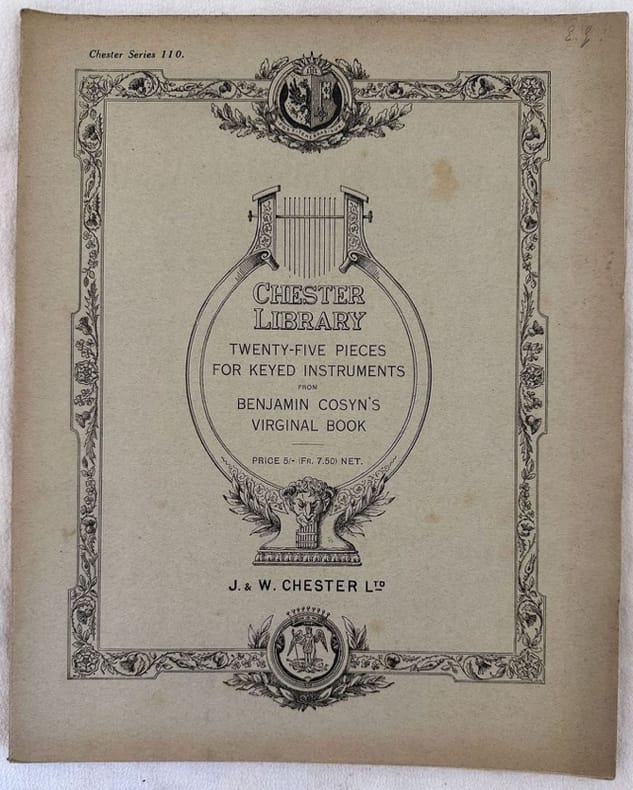 Chester Series 110.
CHESTER
LIBRARY
TWENTY-FIVE PIECES
FOR KEYED INSTRUMENTS
FROM
BENJAMIN COSYN'S
VIRGINAL BOOK
PRICE 5/- (FR. 7.50) NET.
J. & W. CHESTER LTD